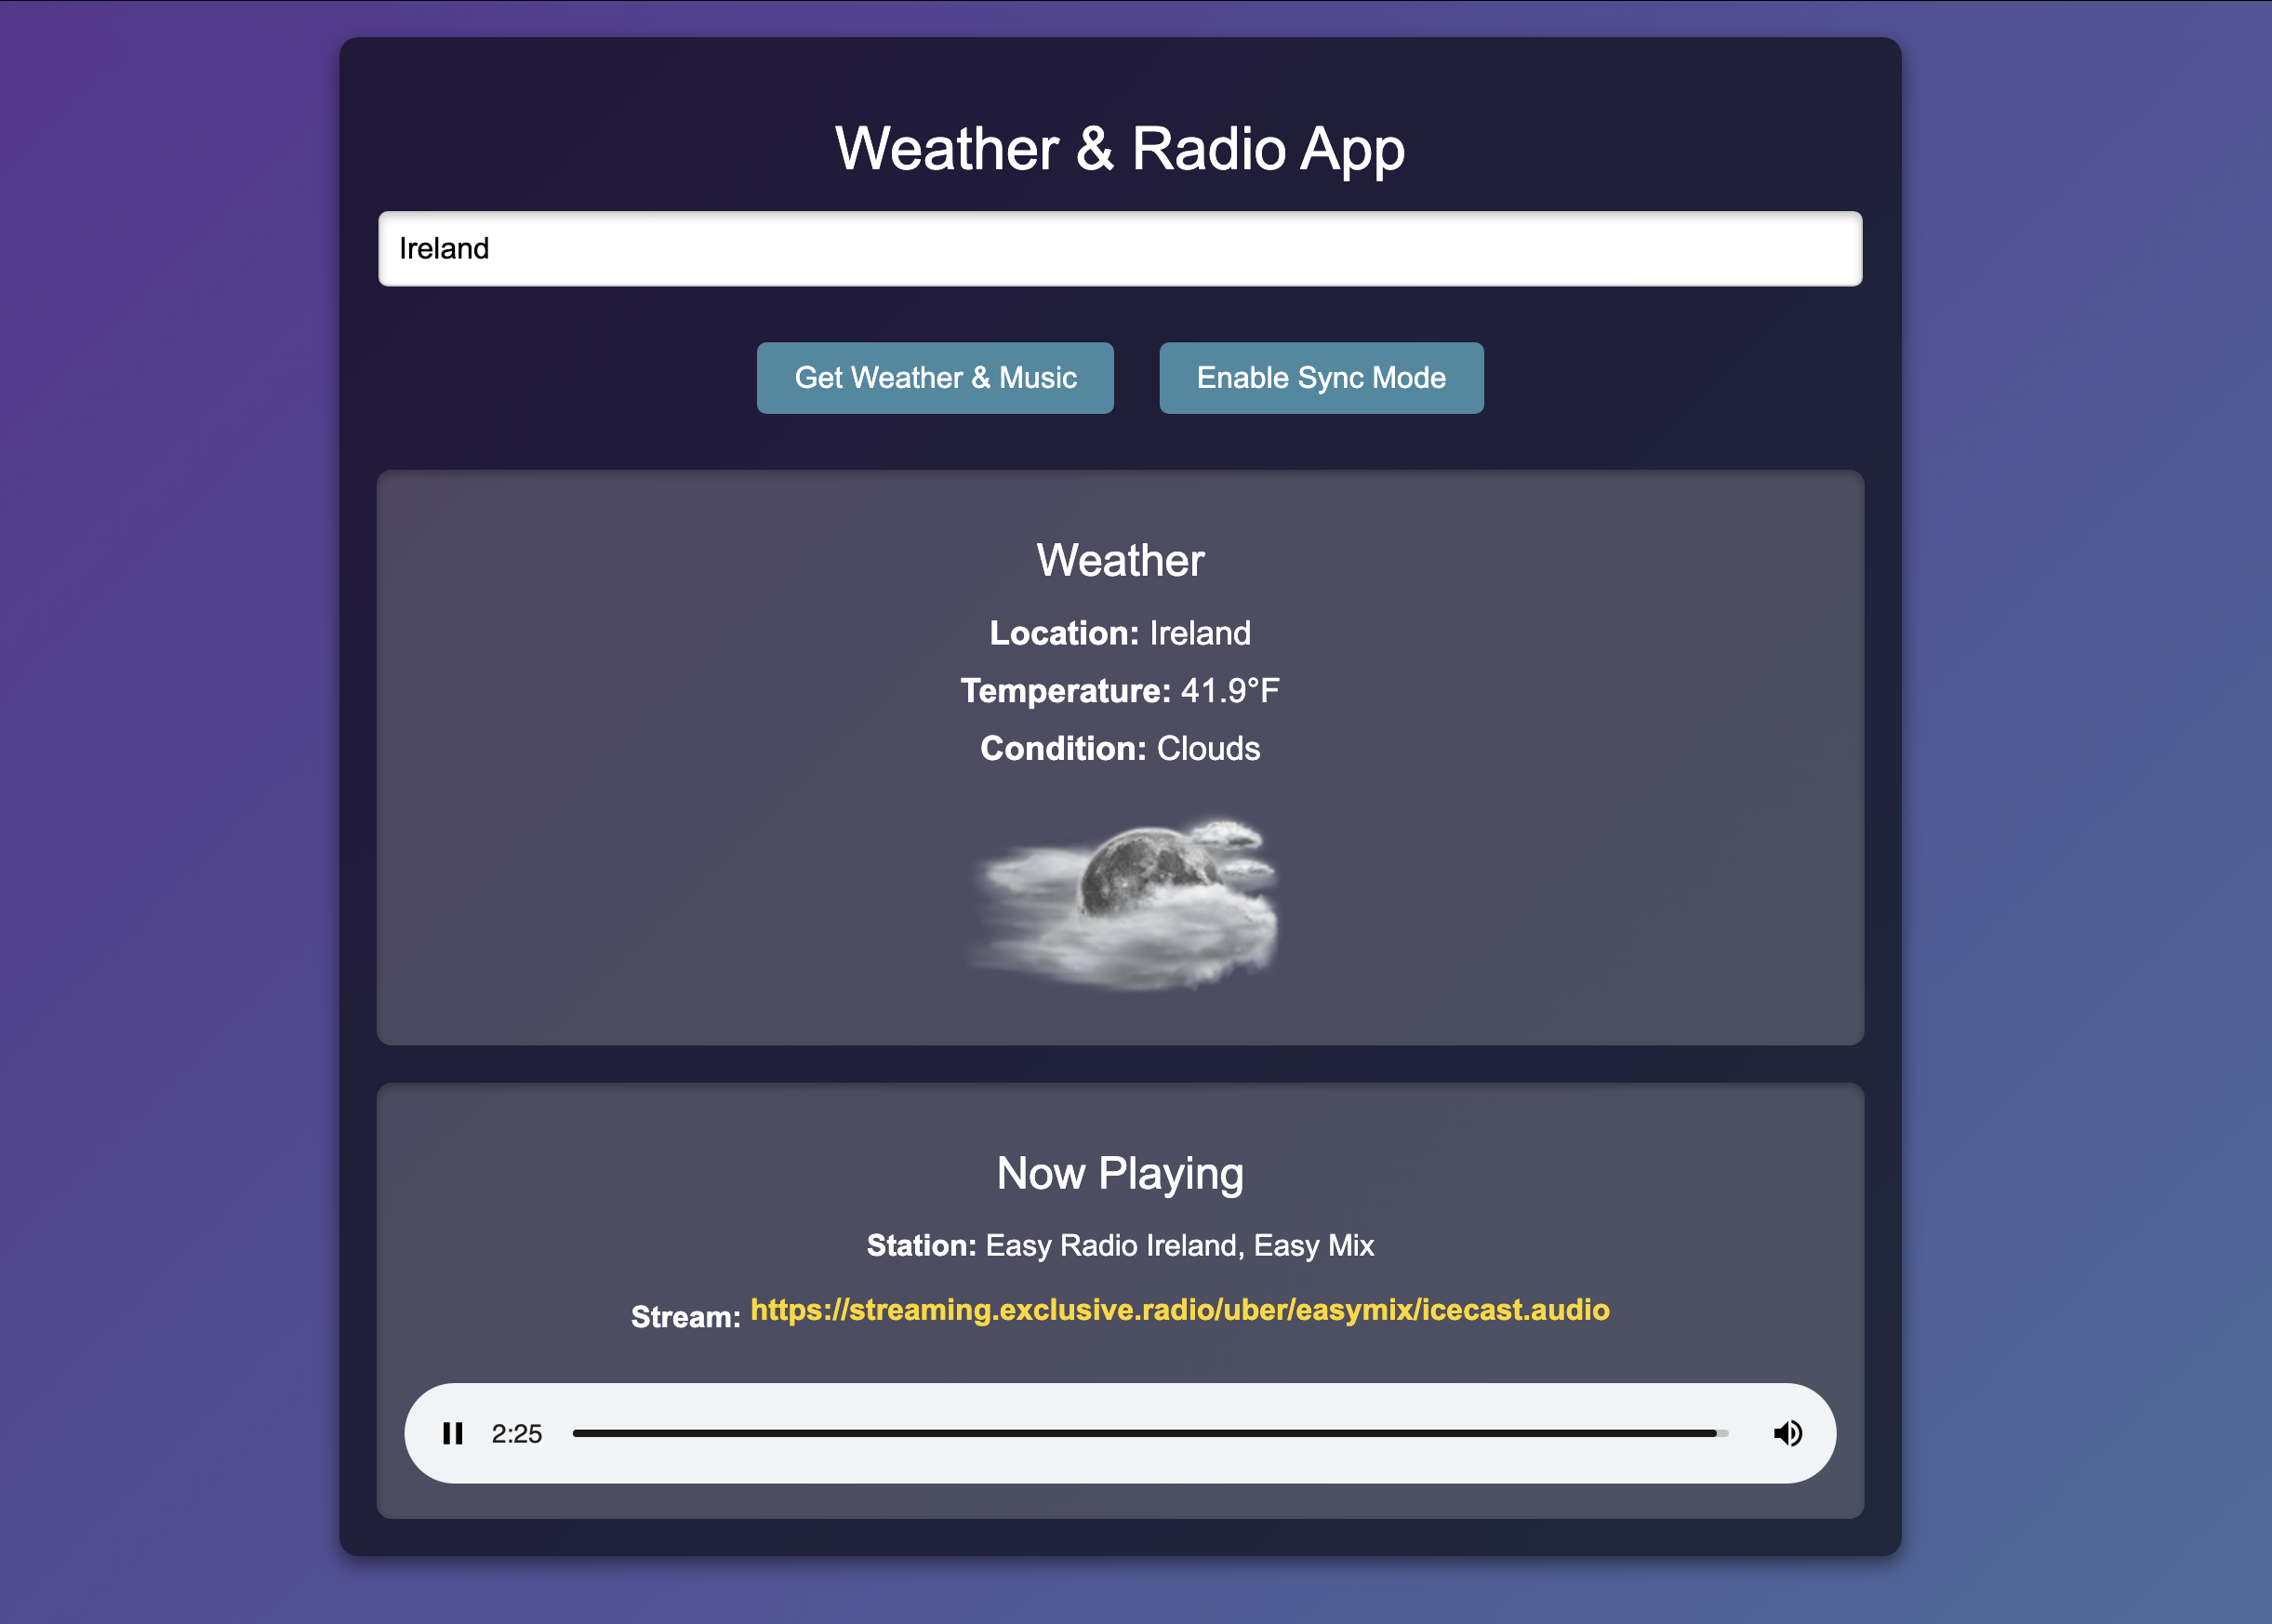 Weather & Radio App
Ireland
Get Weather & Music
Enable Sync Mode
Weather
Location: Ireland
Temperature: 41.9°F
Condition: Clouds
Now Playing
Station: Easy Radio Ireland, Easy Mix
Stream: https://streaming.exclusive.radio/uber/easymix/icecast.audio
2:25